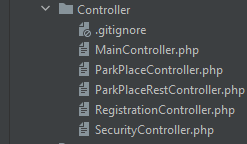 Controller
.gitignore
MainController.php
ParkPlaceController.php
ParkPlaceRestController.php
RegistrationController.php
SecurityController.php